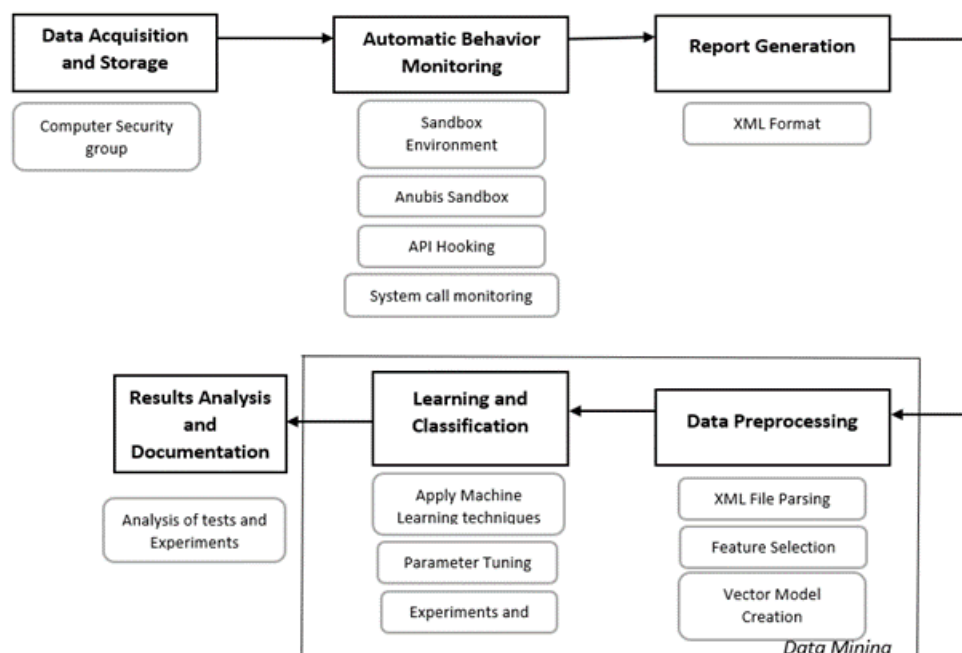 Data Acquisition
and Storage
Computer Security
group
Automatic Behavior
Monitoring
Sandbox
Environment
Anubis Sandbox
API Hooking
System call monitoring
Report Generation
XML Format
Results Analysis
and
Documentation
Analysis of tests and
Experiments
Learning and
Classification
Apply Machine
Learning techniques
Parameter Tuning
Experiments and
Data Preprocessing
XML File Parsing
Feature Selection
Vector Model
Creation
Data Mining